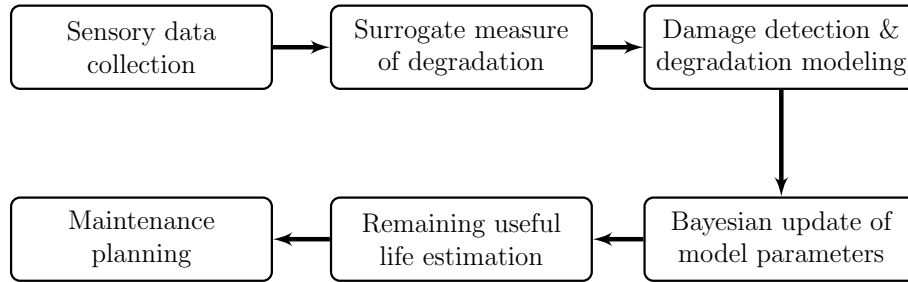 Sensory data
collection
Surrogate measure
of degradation
Damage detection &
degradation modeling
Bayesian update of
model parameters
Remaining useful
life estimation
Maintenance
planning